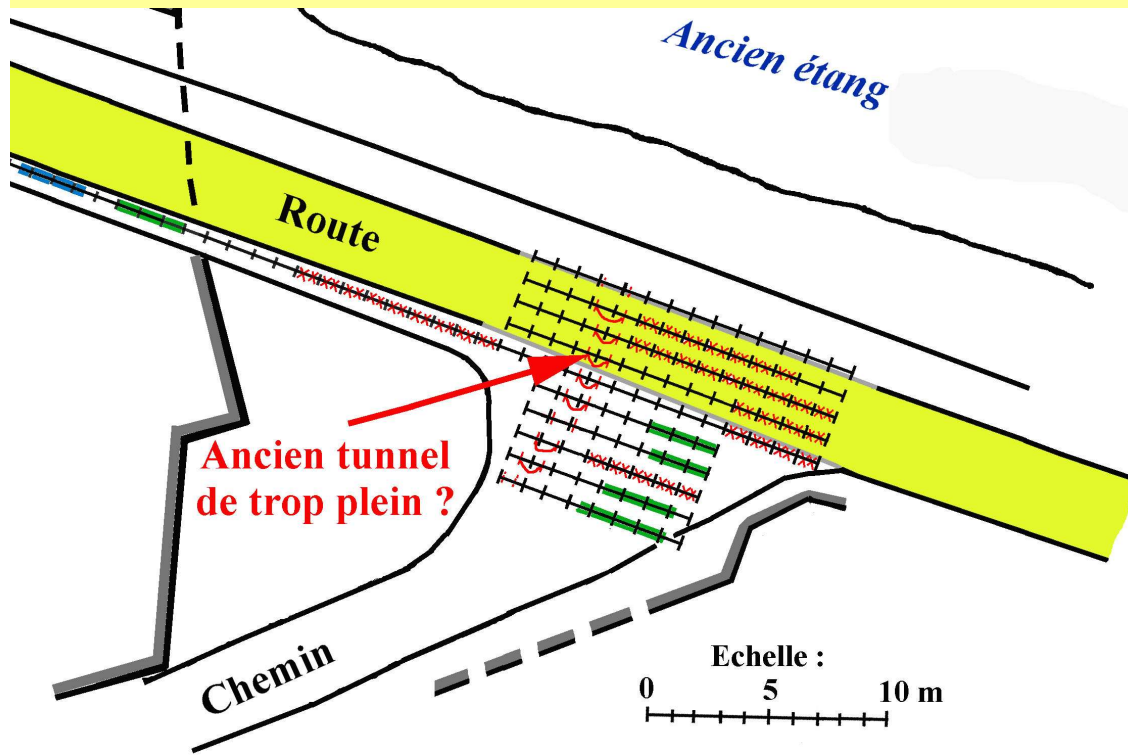 Ancien étang
Route
Ancien tunnel
de trop plein ?
Chemin
Echelle :
0 5 10 m